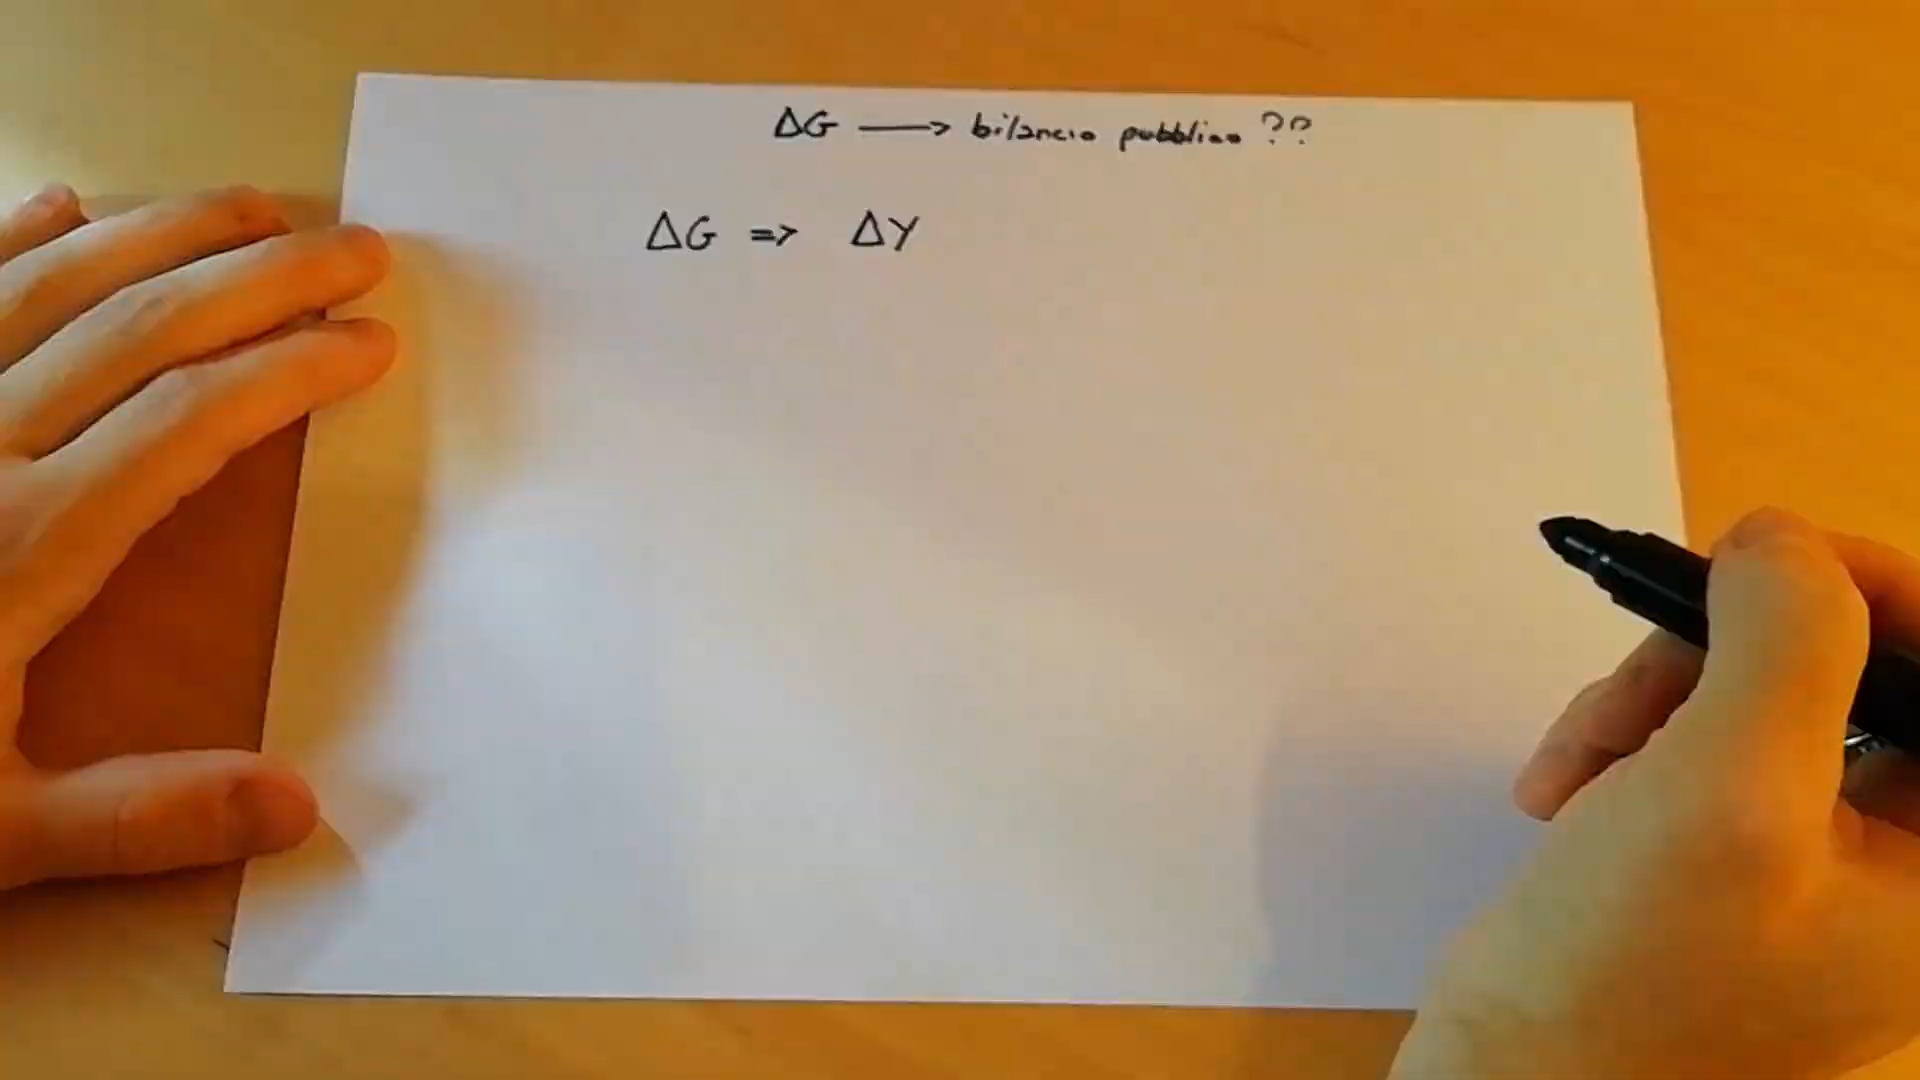 ΔG → bilancio pubblico ??
ΔG => ΔY